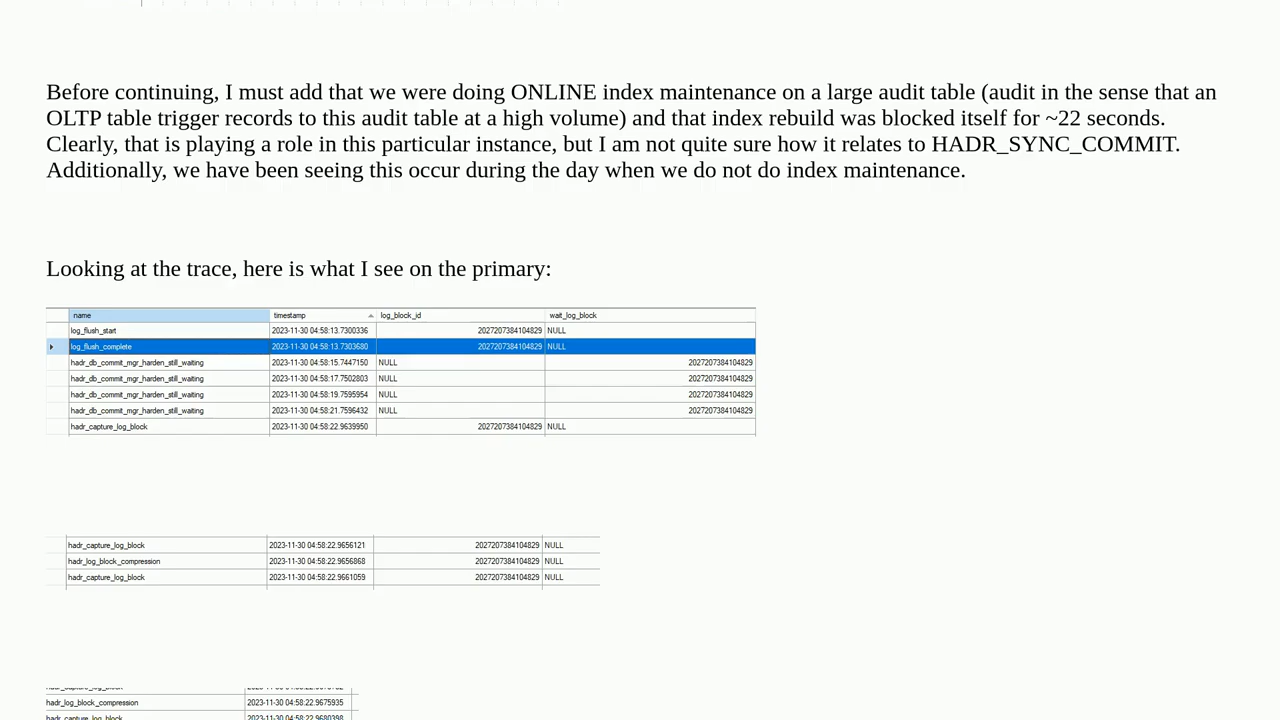 Before continuing, I must add that we were doing ONLINE index maintenance on a large audit table (audit in the sense that an
OLTP table trigger records to this audit table at a high volume) and that index rebuild was blocked itself for ~22 seconds.
Clearly, that is playing a role in this particular instance, but I am not quite sure how it relates to HADR_SYNC_COMMIT.
Additionally, we have been seeing this occur during the day when we do not do index maintenance.
Looking at the trace, here is what I see on the primary:
name timestamp log_block_id wait_log_block
log_flush_start 2023-11-30 04:58:13.7300336 2027207384104829 NULL
log_flush_complete 2023-11-30 04:58:13.7303680 2027207384104829 NULL
hadr_db_commit_mgr_harden_still_waiting 2023-11-30 04:58:15.7447150 NULL 2027207384104829
hadr_db_commit_mgr_harden_still_waiting 2023-11-30 04:58:17.7502803 NULL 2027207384104829
hadr_db_commit_mgr_harden_still_waiting 2023-11-30 04:58:19.7595954 NULL 2027207384104829
hadr_db_commit_mgr_harden_still_waiting 2023-11-30 04:58:21.7596432 NULL 2027207384104829
hadr_capture_log_block 2023-11-30 04:58:22.9639950 2027207384104829 NULL
hadr_capture_log_block 2023-11-30 04:58:22.9656121 2027207384104829 NULL
hadr_log_block_compression 2023-11-30 04:58:22.9656868 2027207384104829 NULL
hadr_capture_log_block 2023-11-30 04:58:22.9661059 2027207384104829 NULL
hadr_log_block_compression 2023-11-30 04:58:22.9675935
hadr_capture_log_block 2023-11-30 04:58:22.9680398